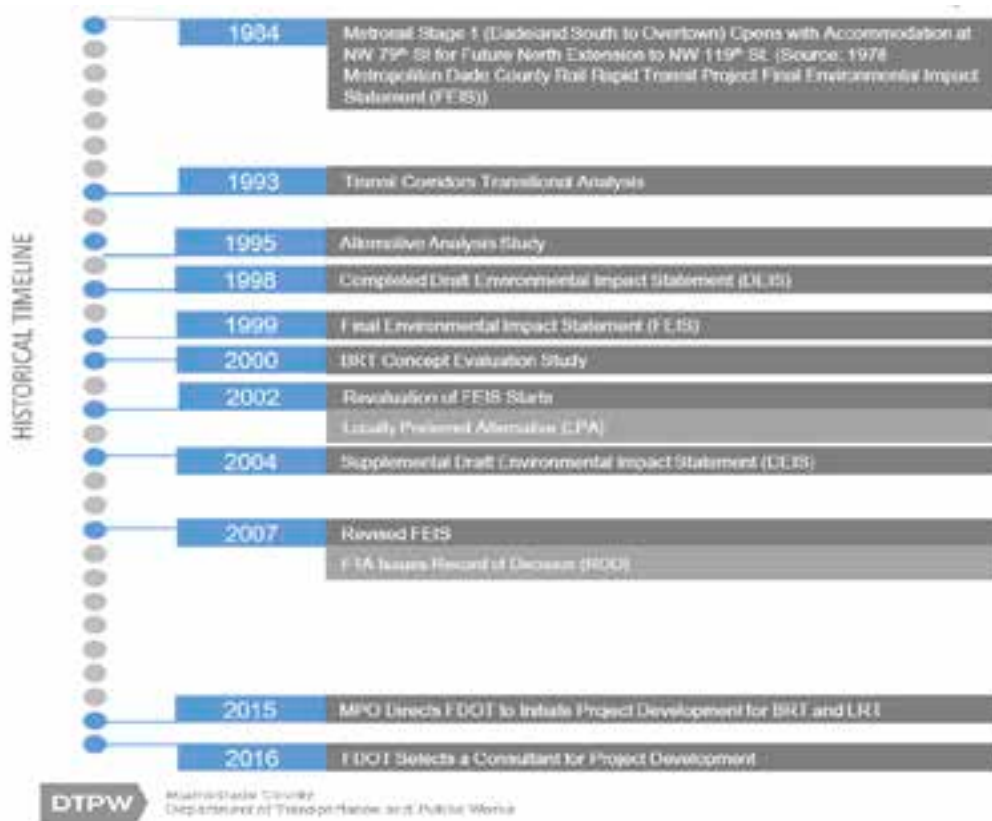 HISTORICAL TIMELINE
1984
Metrorail Stage 1 (Dadeland South to Overtown) Opens with Accommodation at
NW 79th St for Future North Extension to NW 119th St. (Source: 1978
Metropolitan Dade County Rail Rapid Transit Project Final Environmental Impact
Statement (FEIS))
1993 Transit Corridors Transitional Analysis
1995 Alternative Analysis Study
1998 Completed Draft Environmental Impact Statement (DEIS)
1999 Final Environmental Impact Statement (FEIS)
2000 BRT Concept Evaluation Study
2002 Revaluation of FEIS Starts
Locally Preferred Alternative (LPA)
2004 Supplemental Draft Environmental Impact Statement (DEIS)
2007 Revised FEIS
FTA Issues Record of Decision (ROD)
2015 MPO Directs FDOT to Initiate Project Development for BRT and LRT
2016 FDOT Selects a Consultant for Project Development
DTPW
Miami-Dade County
Department of Transportation and Public Works